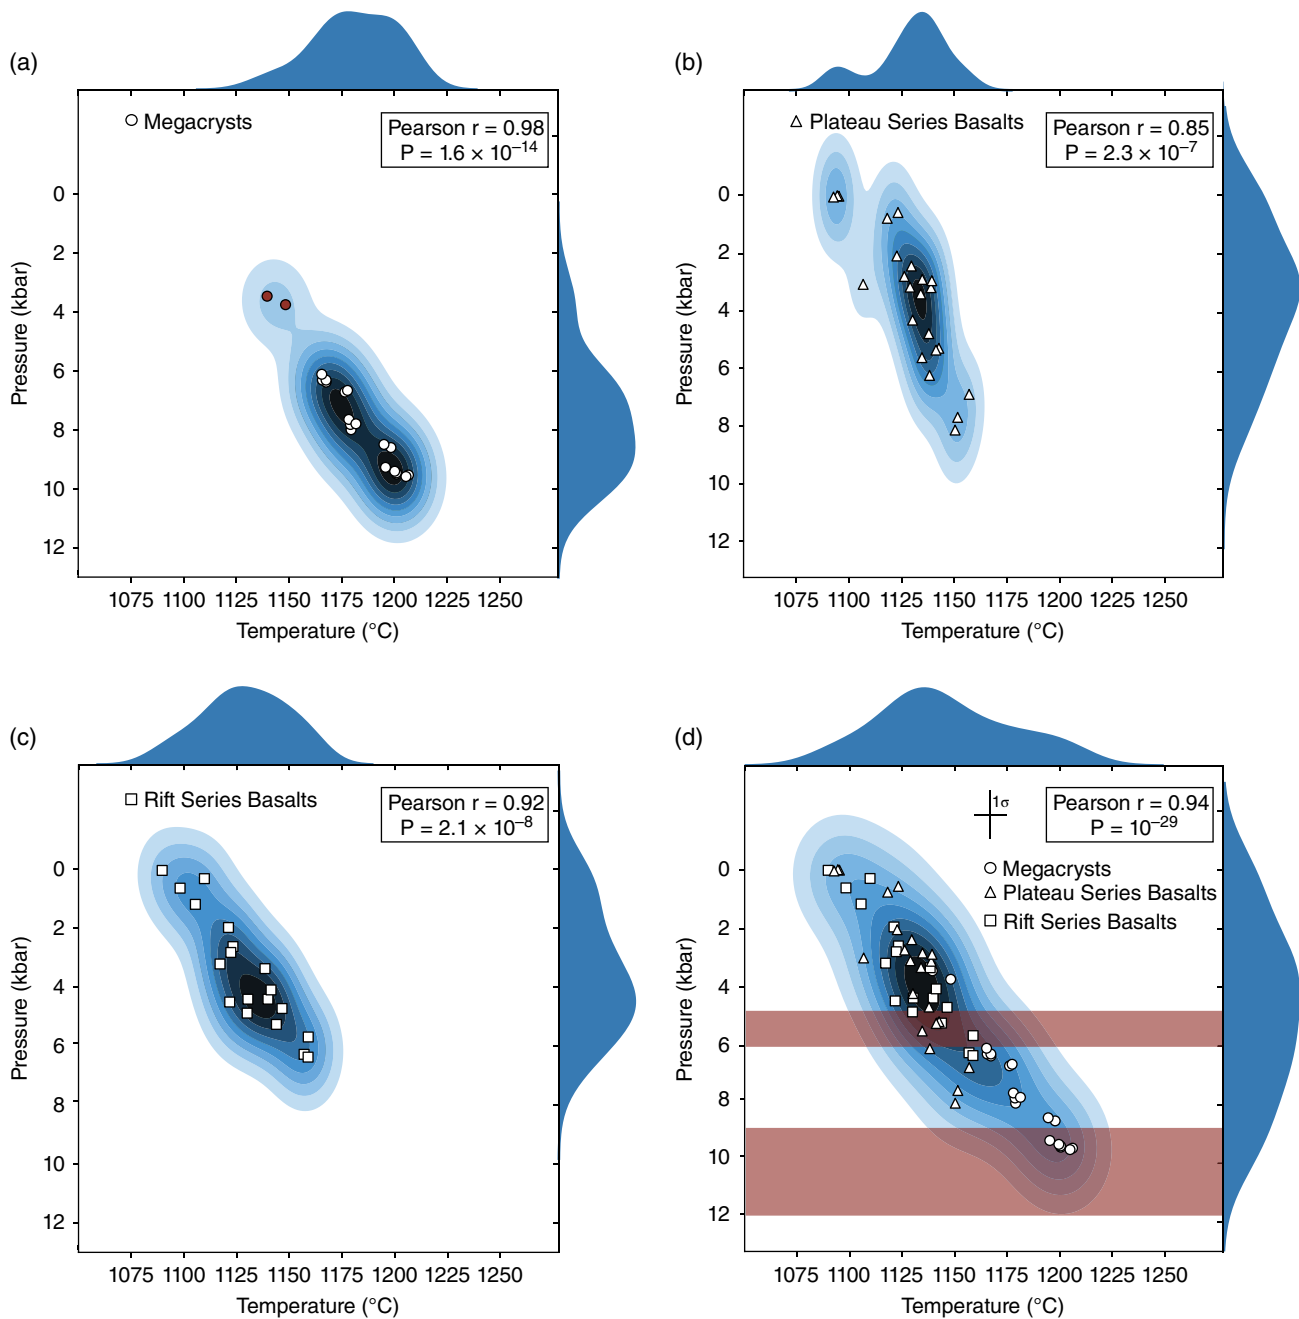 (a)
Megacrysts
Pearson r = 0.98
P = 1.6 × 10⁻¹⁴
Pressure (kbar)
0
2
4
6
8
10
12
1075 1100 1125 1150 1175 1200 1225 1250
Temperature (°C)
(b)
Plateau Series Basalts
Pearson r = 0.85
P = 2.3 × 10⁻⁷
Pressure (kbar)
0
2
4
6
8
10
12
1075 1100 1125 1150 1175 1200 1225 1250
Temperature (°C)
(c)
Rift Series Basalts
Pearson r = 0.92
P = 2.1 × 10⁻⁸
Pressure (kbar)
0
2
4
6
8
10
12
1075 1100 1125 1150 1175 1200 1225 1250
Temperature (°C)
(d)
1σ
Pearson r = 0.94
P = 10⁻²⁹
Megacrysts
Plateau Series Basalts
Rift Series Basalts
Pressure (kbar)
0
2
4
6
8
10
12
1075 1100 1125 1150 1175 1200 1225 1250
Temperature (°C)